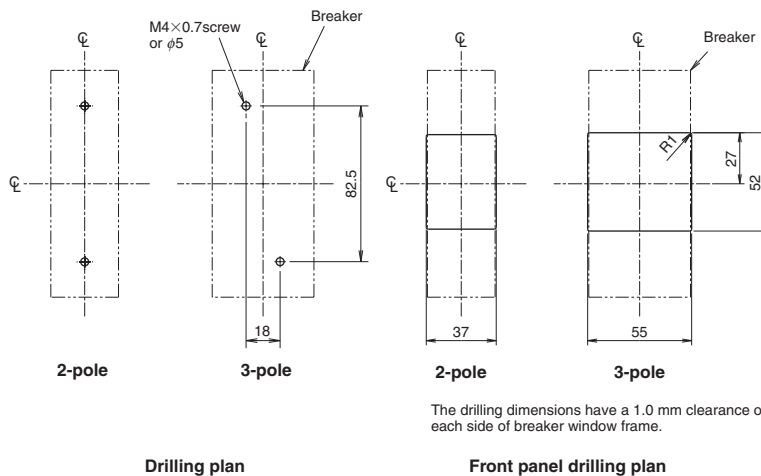 M4×0.7screw
or ϕ5
Breaker
Breaker
℄
℄
℄
℄
℄
℄
R1
27
52
82.5
18
37
55
2-pole
3-pole
2-pole
3-pole
The drilling dimensions have a 1.0 mm clearance o
each side of breaker window frame.
Drilling plan
Front panel drilling plan